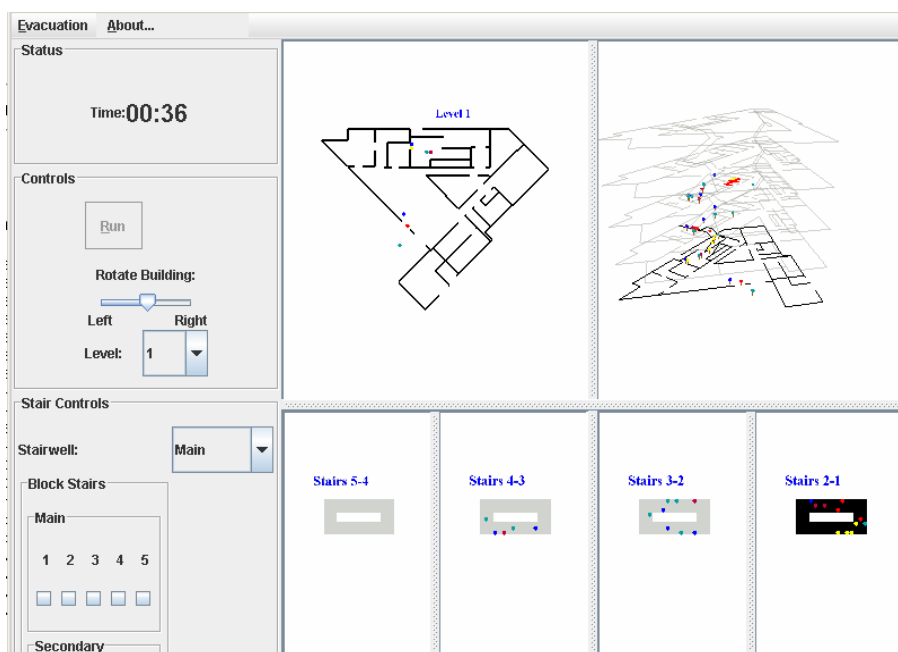 Evacuation About...
Status
Time:00:36
Controls
Run
Rotate Building:
Left Right
Level: 1
Stair Controls
Stairwell: Main
Block Stairs
Main
1 2 3 4 5
Secondary
Level 1
Stairs 5-4
Stairs 4-3
Stairs 3-2
Stairs 2-1